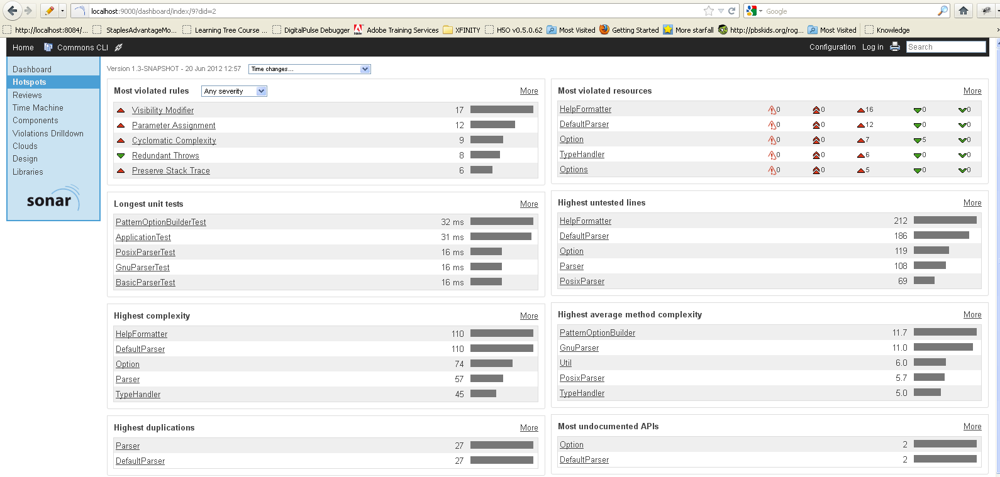 localhost:9000/dashboard/index/9?did=2
Google
http://localhost:8084/... StaplesAdvantageMo... Learning Tree Course ... DigitalPulse Debugger Adobe Training Services XFINITY H5O v0.5.0.62 Most Visited Getting Started More starfall http://pbskids.org/rog... Most Visited Knowledge
Home Commons CLI Configuration Log in Search
Dashboard
Hotspots
Reviews
Time Machine
Components
Violations Drilldown
Clouds
Design
Libraries
sonar
Version 1.3-SNAPSHOT - 20 Jun 2012 12:57 Time changes...
Most violated rules Any severity More
Visibility Modifier 17
Parameter Assignment 12
Cyclomatic Complexity 9
Redundant Throws 8
Preserve Stack Trace 6
Most violated resources More
HelpFormatter 0 0 16 0 0
DefaultParser 0 0 12 0 0
Option 0 0 7 5 0
TypeHandler 0 0 6 0 0
Options 0 0 5 0 0
Longest unit tests More
PatternOptionBuilderTest 32 ms
ApplicationTest 31 ms
PosixParserTest 16 ms
GnuParserTest 16 ms
BasicParserTest 16 ms
Highest untested lines More
HelpFormatter 212
DefaultParser 186
Option 119
Parser 108
PosixParser 69
Highest complexity More
HelpFormatter 110
DefaultParser 110
Option 74
Parser 57
TypeHandler 45
Highest average method complexity More
PatternOptionBuilder 11.7
GnuParser 11.0
Util 6.0
PosixParser 5.7
TypeHandler 5.0
Highest duplications More
Parser 27
DefaultParser 27
Most undocumented APIs More
Option 2
DefaultParser 2